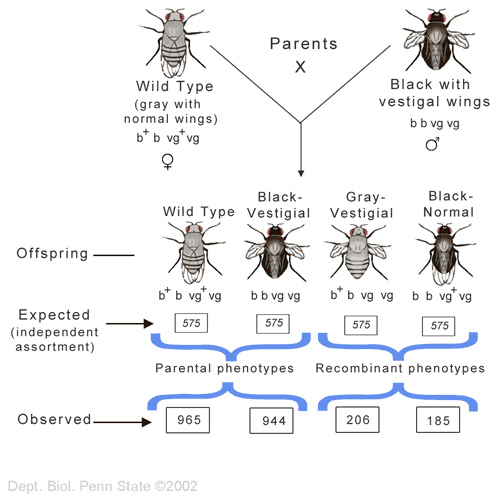 Parents
X
Wild Type
(gray with
normal wings)
b+ b vg+ vg
♀
Black with
vestigal wings
b b vg vg
♂
Offspring
Wild Type
Black-
Vestigial
Gray-
Vestigial
Black-
Normal
b+ b vg+ vg
b b vg vg
b+ b vg vg
b b vg+ vg
Expected
(independent
assortment)
575
575
575
575
Parental phenotypes
Recombinant phenotypes
Observed
965
944
206
185
Dept. Biol. Penn State ©2002